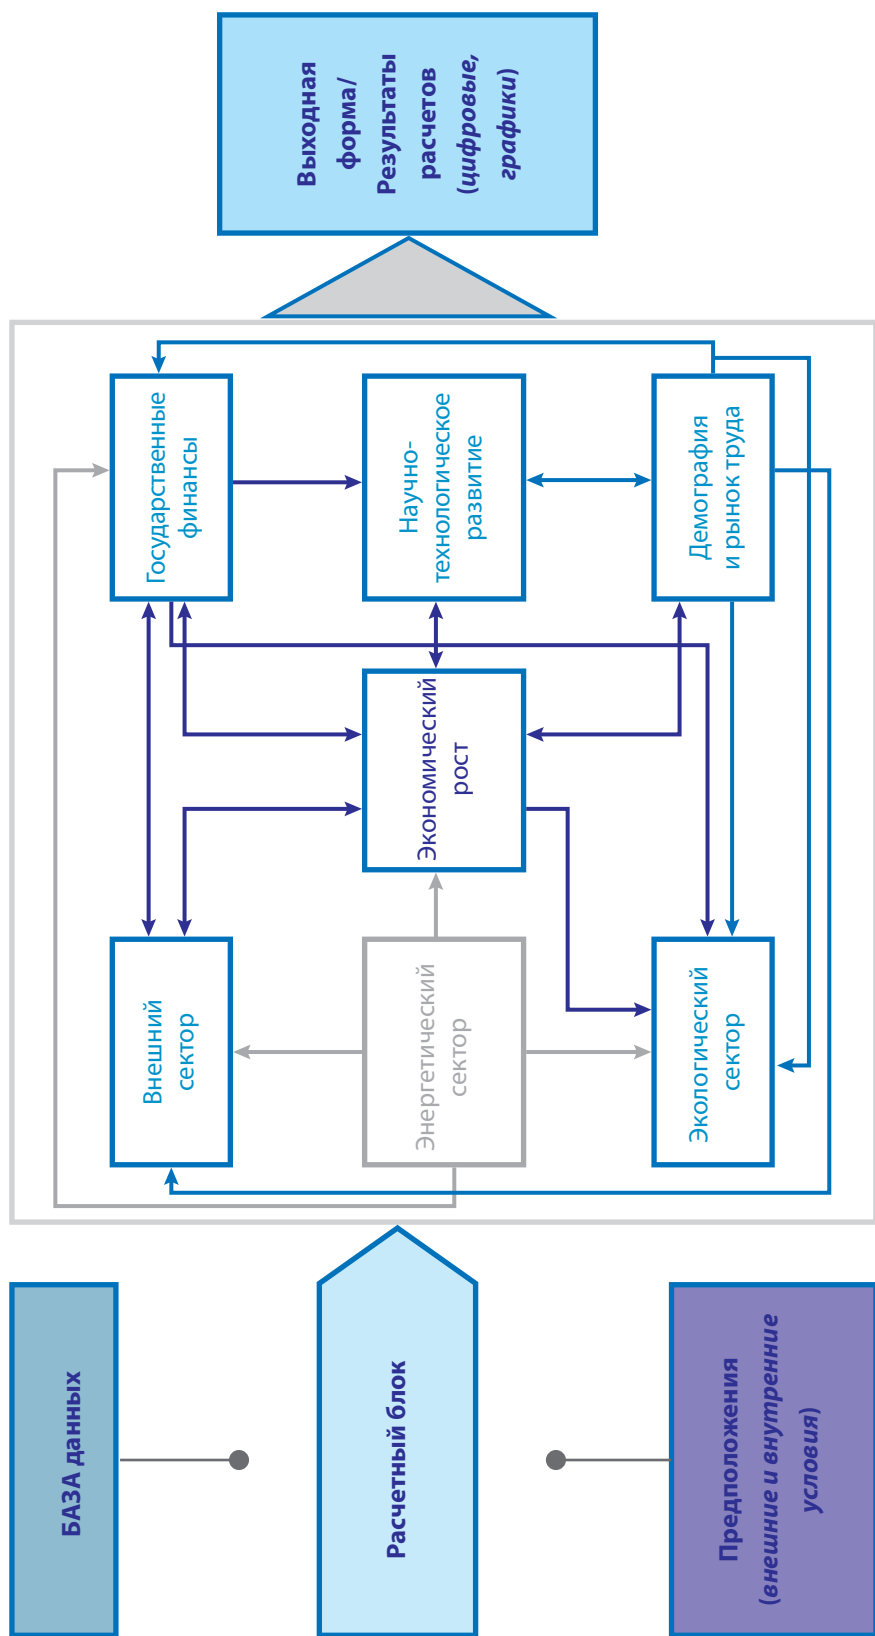 БАЗА данных
Расчетный блок
Предположения
(внешние и внутренние
условия)
Внешний
сектор
Энергетический
сектор
Экологический
сектор
Экономический
рост
Государственные
финансы
Научно-
технологическое
развитие
Демография
и рынок труда
Выходная
форма/
Результаты
расчетов
(цифровые,
графики)